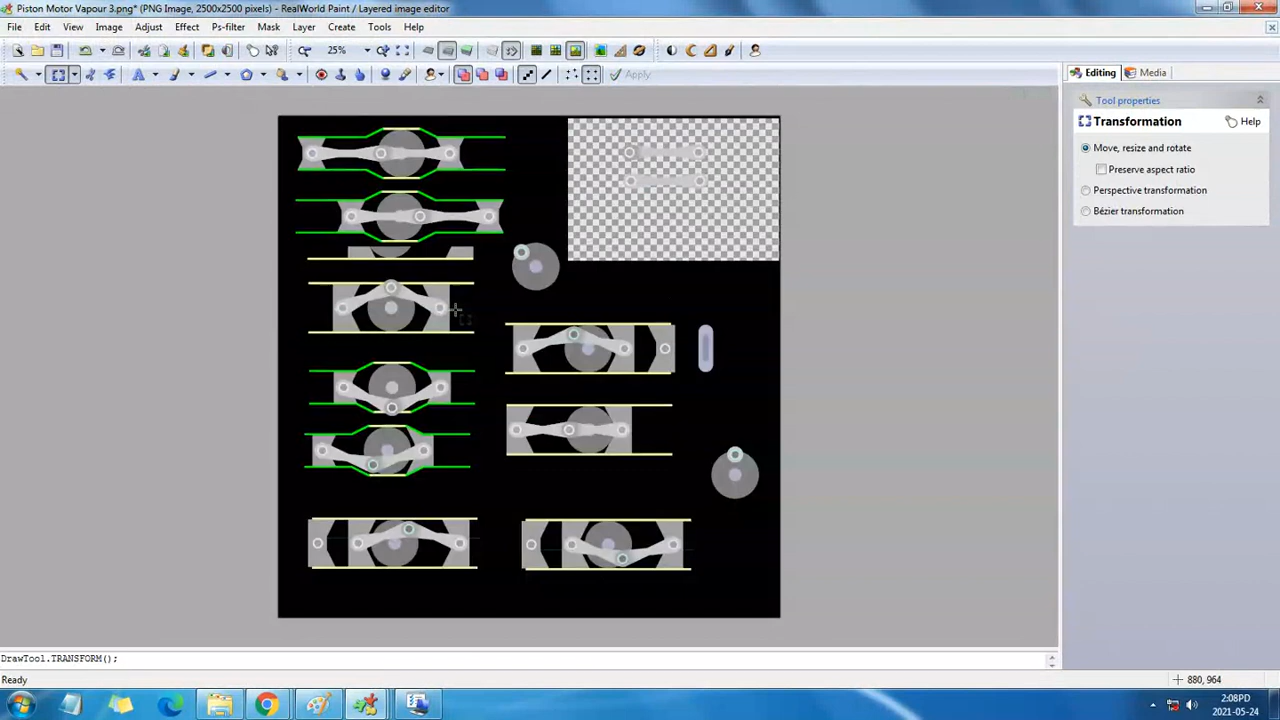 Piston Motor Vapour 3.png* (PNG Image, 2500x2500 pixels) - RealWorld Paint / Layered image editor
File Edit View Image Adjust Effect Ps-filter Mask Layer Create Tools Help
25%
Apply
Editing Media
Tool properties
Transformation Help
Move, resize and rotate
Preserve aspect ratio
Perspective transformation
Bézier transformation
DrawTool.TRANSFORM();
Ready 880, 964
2:08PD
2021-05-24